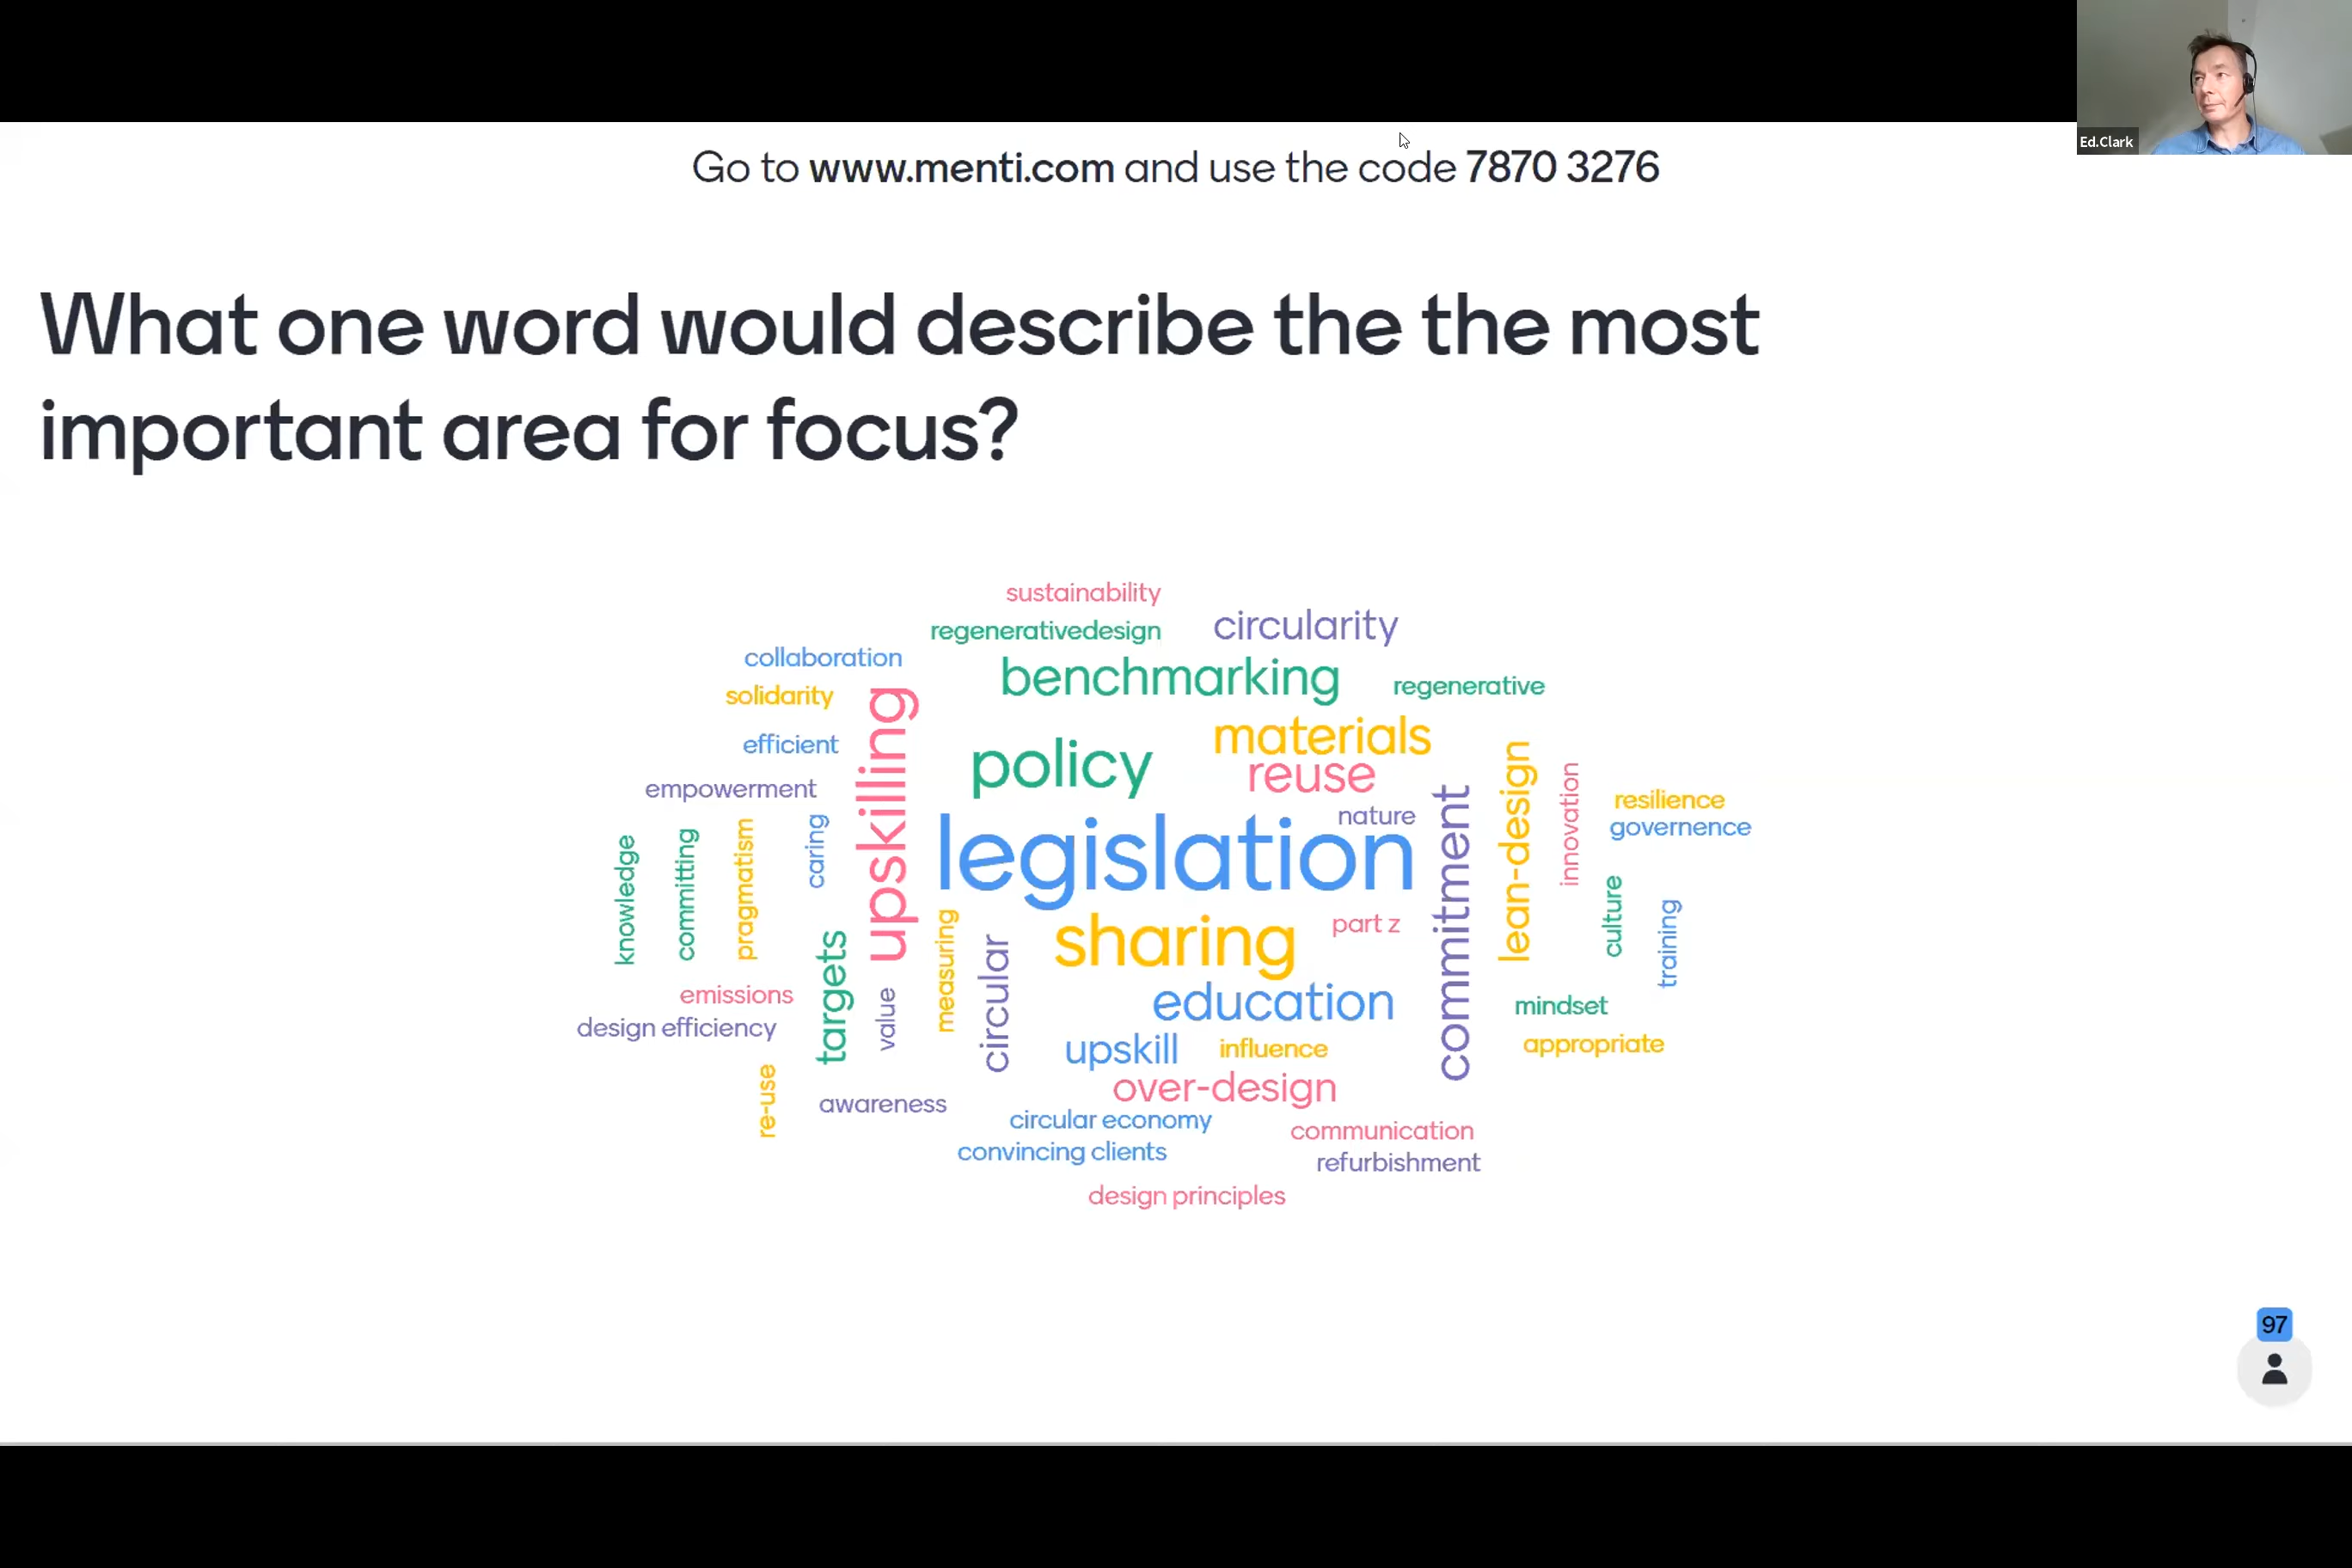 Ed.Clark
Go to www.menti.com and use the code 7870 3276
What one word would describe the the most
important area for focus?
sustainability
regenerativedesign
circularity
collaboration
benchmarking
regenerative
solidarity
upskilling
efficient
policy
materials
reuse
empowerment
nature
legislation
commitment
lean-design
innovation
resilience
governence
knowledge
committing
pragmatism
caring
measuring
sharing
part z
culture
training
targets
value
circular
emissions
design efficiency
education
mindset
upskill
influence
appropriate
over-design
re-use
awareness
circular economy
communication
convincing clients
refurbishment
design principles
97